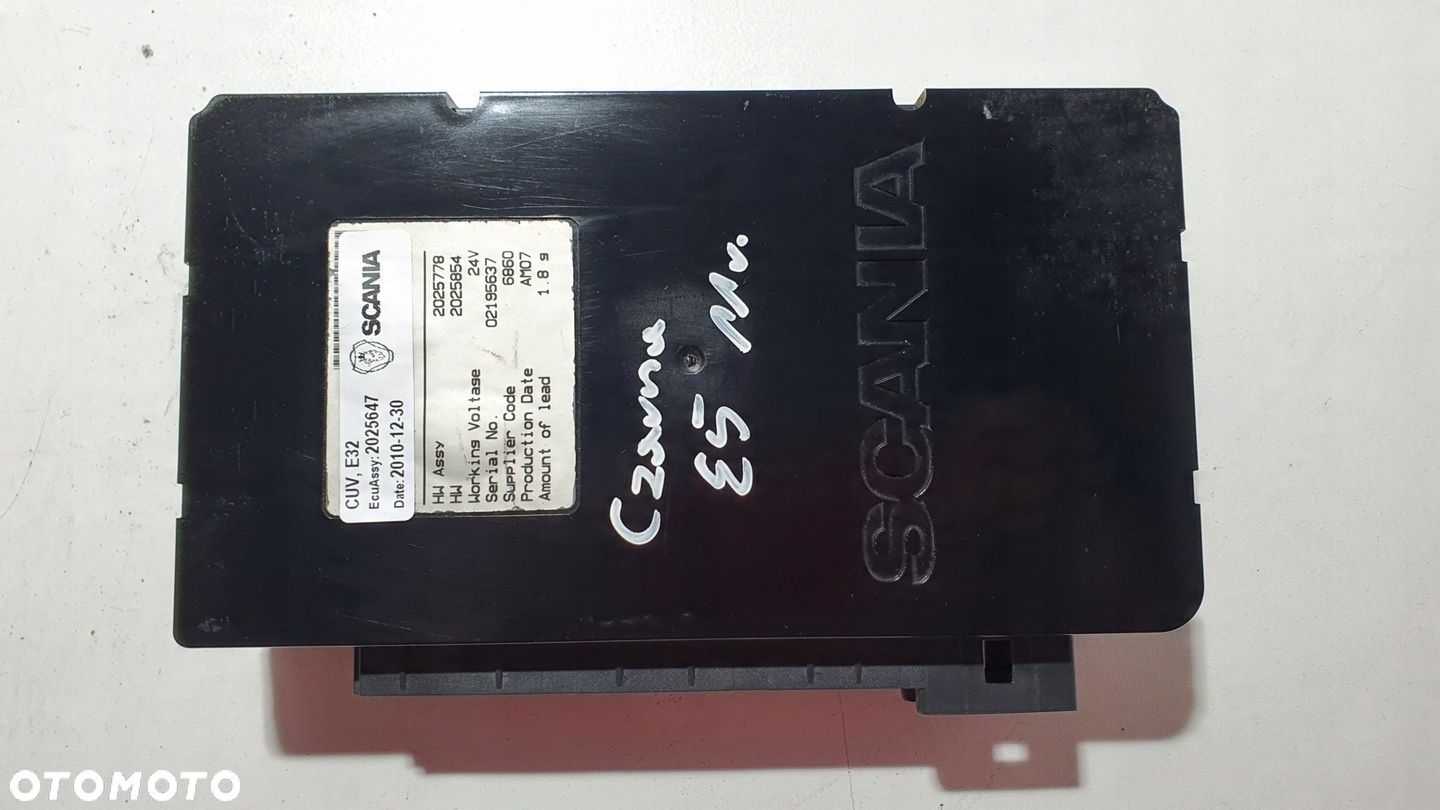 CUV, E32
EcuAssy: 2025647
Date: 2010-12-30
SCANIA
HW Assy 2025778
HW 2025854
Working Voltage 24V
Serial No. 02195637
Supplier Code 6860
Production Date AM07
Amount of lead 1.8 g
Czarna
E5 11r.
SCANIA
OTOMOTO